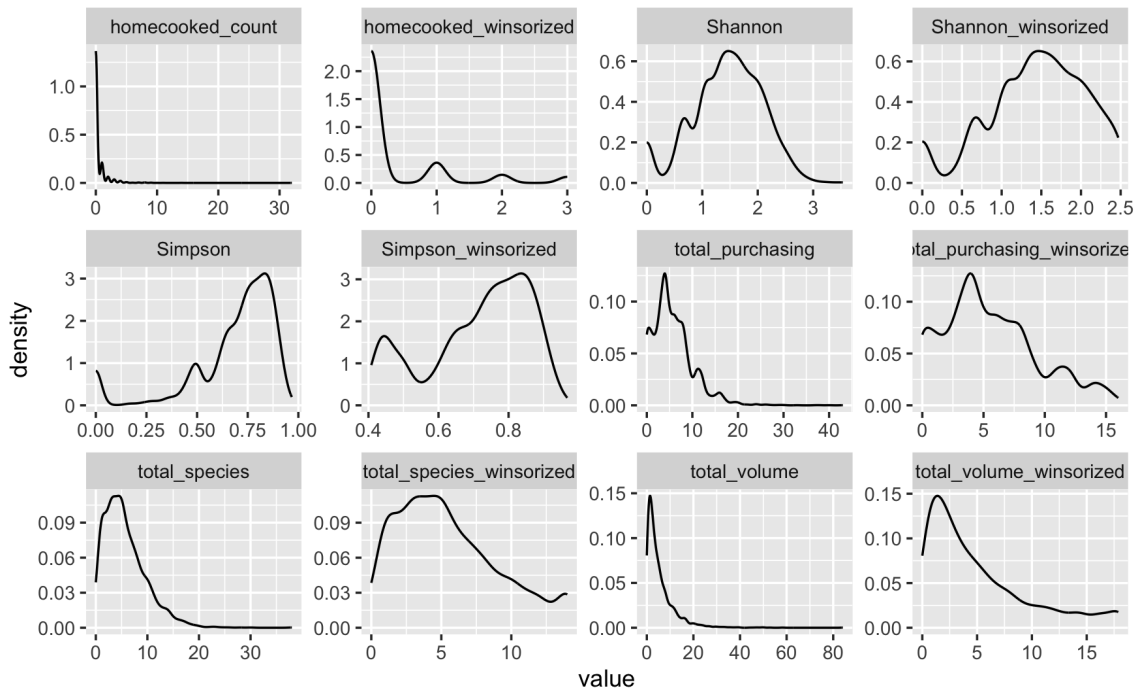 homecooked_count homecooked_winsorized Shannon Shannon_winsorized
1.0 0.5 0.0
0 10 20 30
2.0 1.5 1.0 0.5 0.0
0 1 2 3
0.6 0.4 0.2 0.0
0 1 2 3
0.6 0.4 0.2 0.0
0.0 0.5 1.0 1.5 2.0 2.5
Simpson Simpson_winsorized total_purchasing otal_purchasing_winsorize
3 2 1 0
0.00 0.25 0.50 0.75 1.00
3 2 1 0
0.4 0.6 0.8
0.10 0.05 0.00
0 10 20 30 40
0.10 0.05 0.00
0 5 10 15
total_species total_species_winsorized total_volume total_volume_winsorized
0.09 0.06 0.03 0.00
0 10 20 30
0.09 0.06 0.03 0.00
0 5 10
0.15 0.10 0.05 0.00
0 20 40 60 80
0.15 0.10 0.05 0.00
0 5 10 15
density
value